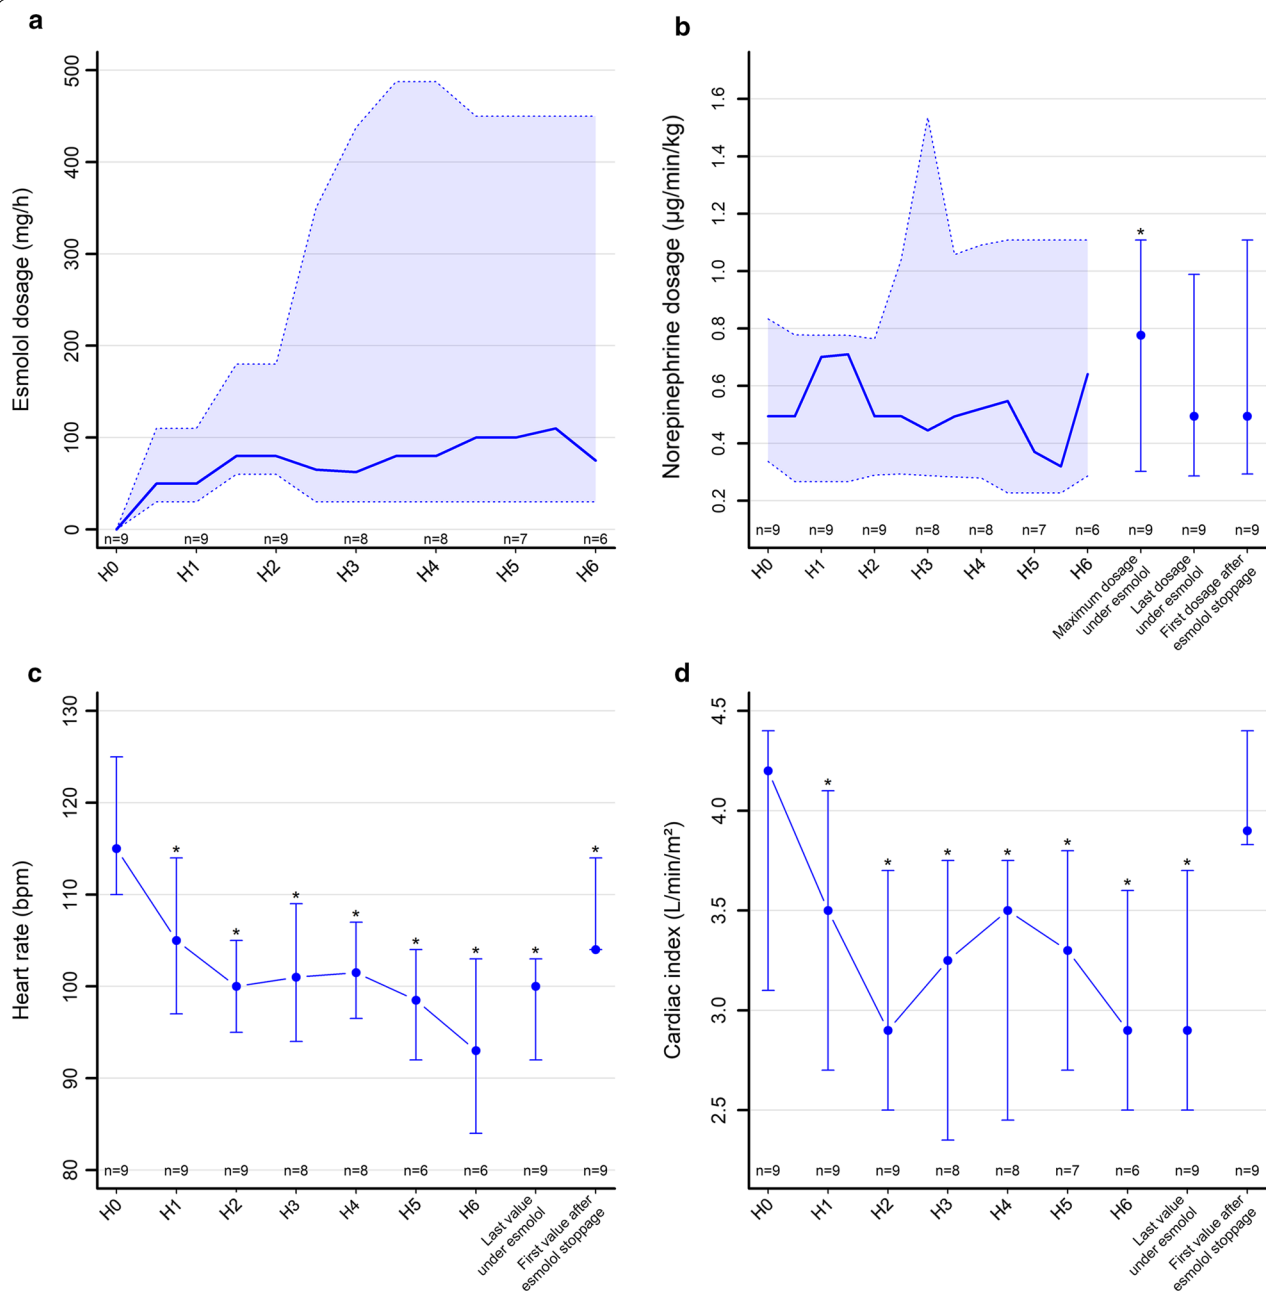 a
Esmolol dosage (mg/h)
500
400
300
200
100
0
n=9 n=9 n=9 n=8 n=8 n=7 n=6
H0 H1 H2 H3 H4 H5 H6
b
Norepinephrine dosage (µg/min/kg)
1.6
1.4
1.2
1.0
0.8
0.6
0.4
0.2
*
n=9 n=9 n=9 n=8 n=8 n=7 n=6 n=9 n=9 n=9
H0 H1 H2 H3 H4 H5 H6
Maximum dosage
under esmolol
Last dosage
under esmolol
First dosage after
esmolol stoppage
c
Heart rate (bpm)
130
120
110
100
90
80
* * * * * * * *
n=9 n=9 n=9 n=8 n=8 n=6 n=6 n=9 n=9
H0 H1 H2 H3 H4 H5 H6
Last value
under esmolol
First value after
esmolol stoppage
d
Cardiac index (L/min/m²)
4.5
4.0
3.5
3.0
2.5
* * * * * * *
n=9 n=9 n=9 n=8 n=8 n=7 n=6 n=9 n=9
H0 H1 H2 H3 H4 H5 H6
Last value
under esmolol
First value after
esmolol stoppage